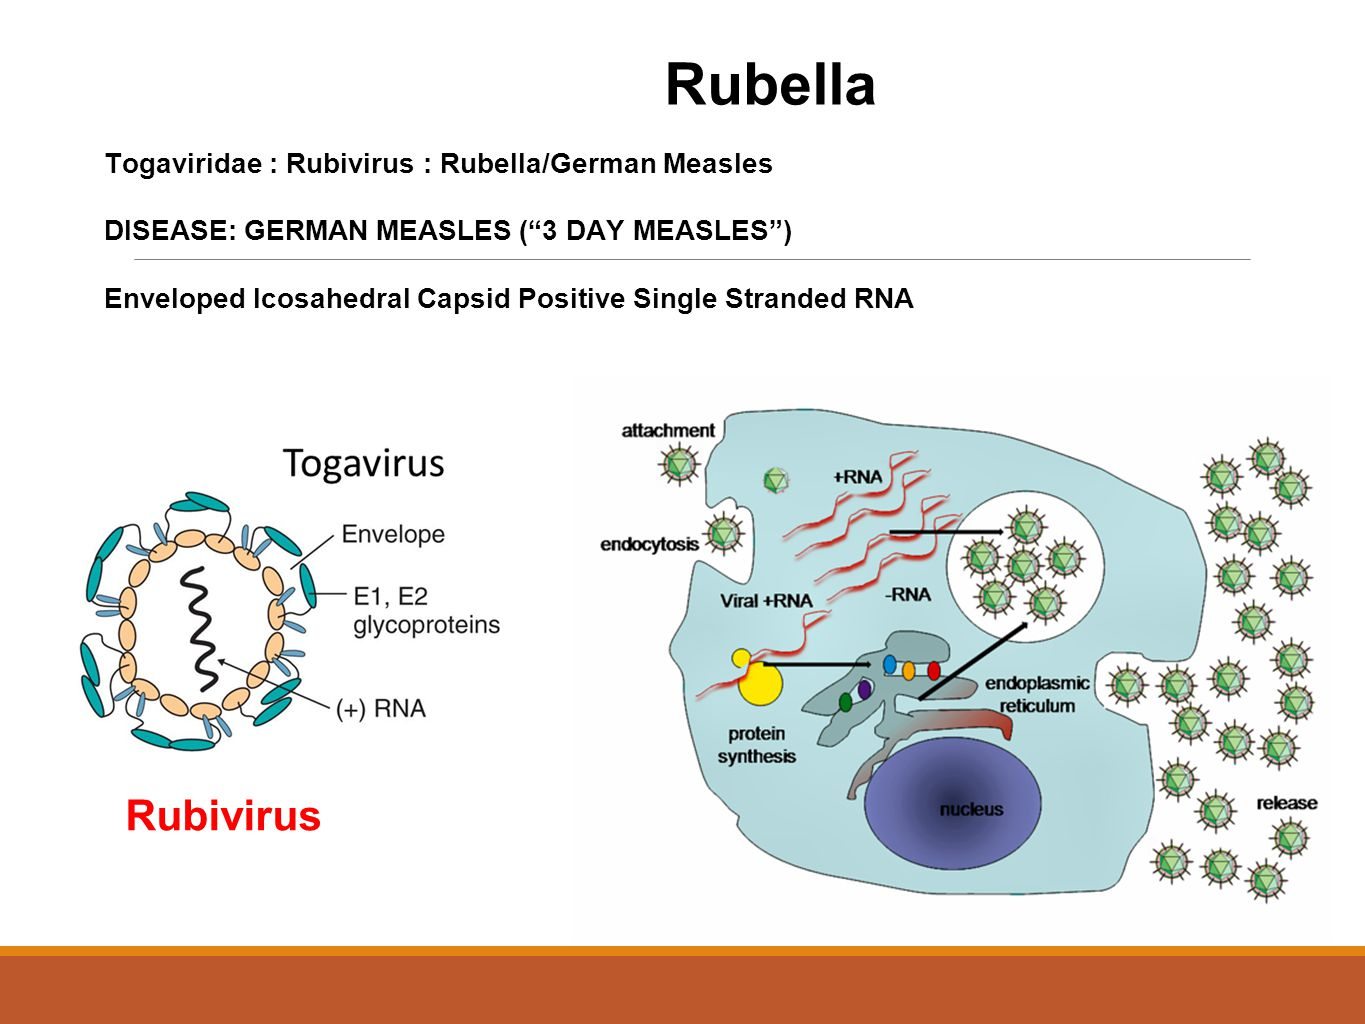 Rubella
Togaviridae : Rubivirus : Rubella/German Measles
DISEASE: GERMAN MEASLES (“3 DAY MEASLES”)
Enveloped Icosahedral Capsid Positive Single Stranded RNA
Togavirus
Envelope
E1, E2
glycoproteins
(+) RNA
Rubivirus
attachment
+RNA
endocytosis
Viral +RNA
-RNA
endoplasmic
reticulum
protein
synthesis
nucleus
release